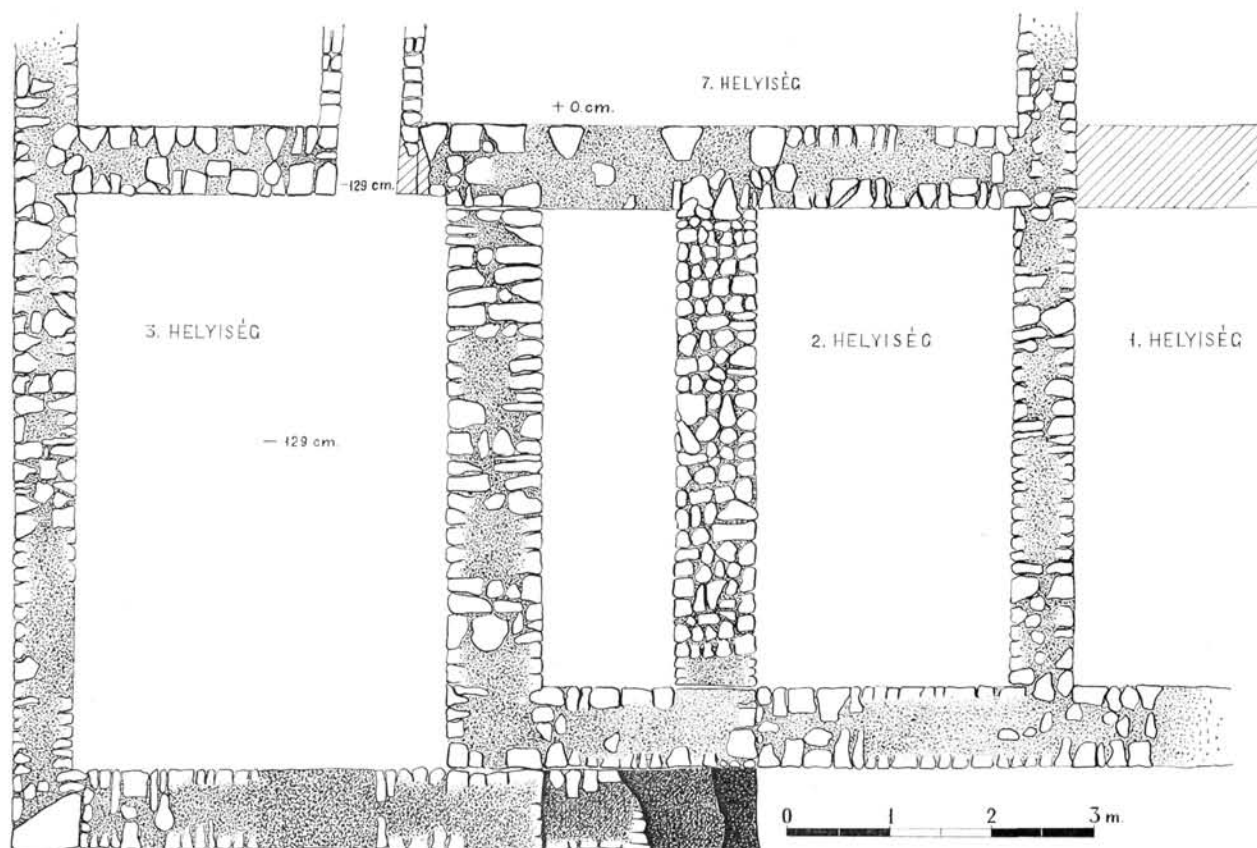 7. HELYISÉG
+ 0 cm.
-129 cm.
3. HELYISÉG
2. HELYISÉG
1. HELYISÉG
- 129 cm.
0 1 2 3 m.